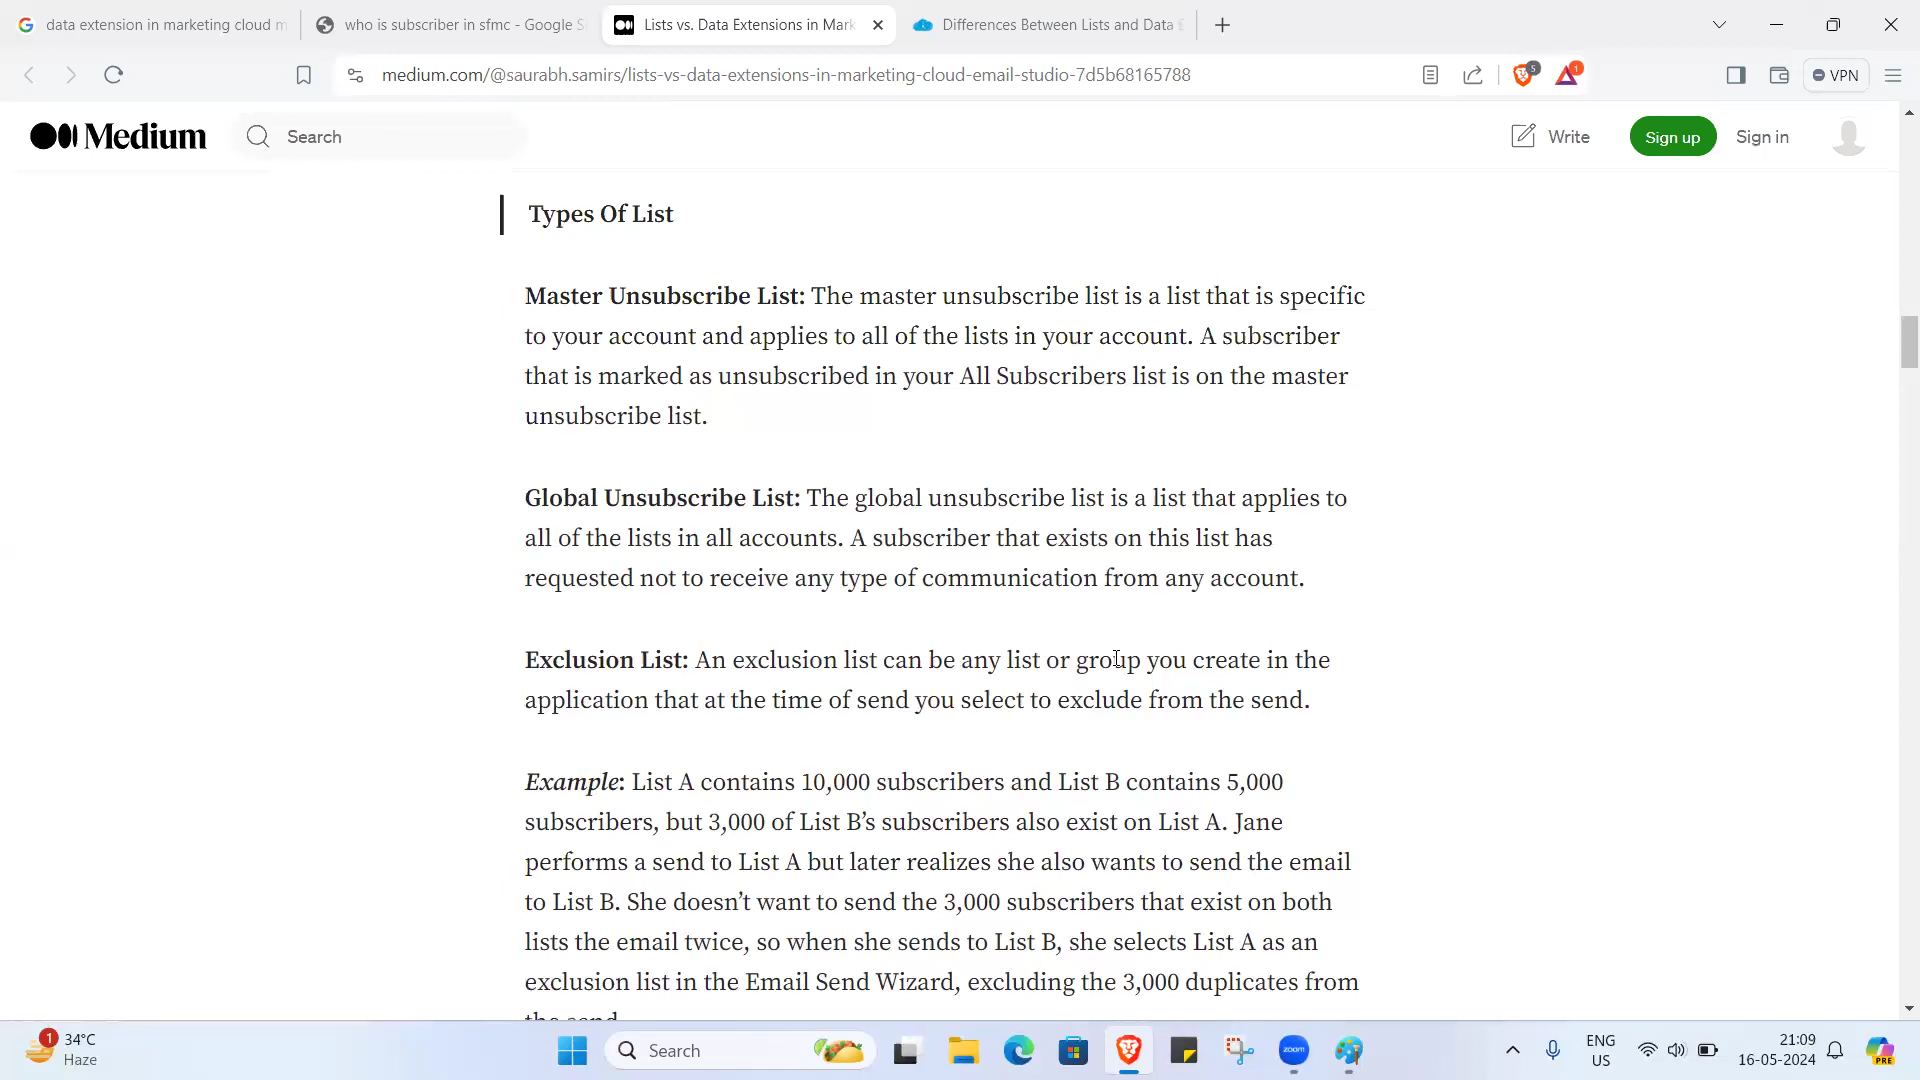 data extension in marketing cloud m
who is subscriber in sfmc - Google S
Lists vs. Data Extensions in Mark
Differences Between Lists and Data E
medium.com/@saurabh.samirs/lists-vs-data-extensions-in-marketing-cloud-email-studio-7d5b68165788
5
1
VPN
Medium
Search
Write
Sign up
Sign in
Types Of List
Master Unsubscribe List: The master unsubscribe list is a list that is specific
to your account and applies to all of the lists in your account. A subscriber
that is marked as unsubscribed in your All Subscribers list is on the master
unsubscribe list.
Global Unsubscribe List: The global unsubscribe list is a list that applies to
all of the lists in all accounts. A subscriber that exists on this list has
requested not to receive any type of communication from any account.
Exclusion List: An exclusion list can be any list or group you create in the
application that at the time of send you select to exclude from the send.
Example: List A contains 10,000 subscribers and List B contains 5,000
subscribers, but 3,000 of List B’s subscribers also exist on List A. Jane
performs a send to List A but later realizes she also wants to send the email
to List B. She doesn’t want to send the 3,000 subscribers that exist on both
lists the email twice, so when she sends to List B, she selects List A as an
exclusion list in the Email Send Wizard, excluding the 3,000 duplicates from
the send
1
34°C
Haze
Search
zoom
ENG
US
21:09
16-05-2024
PRE